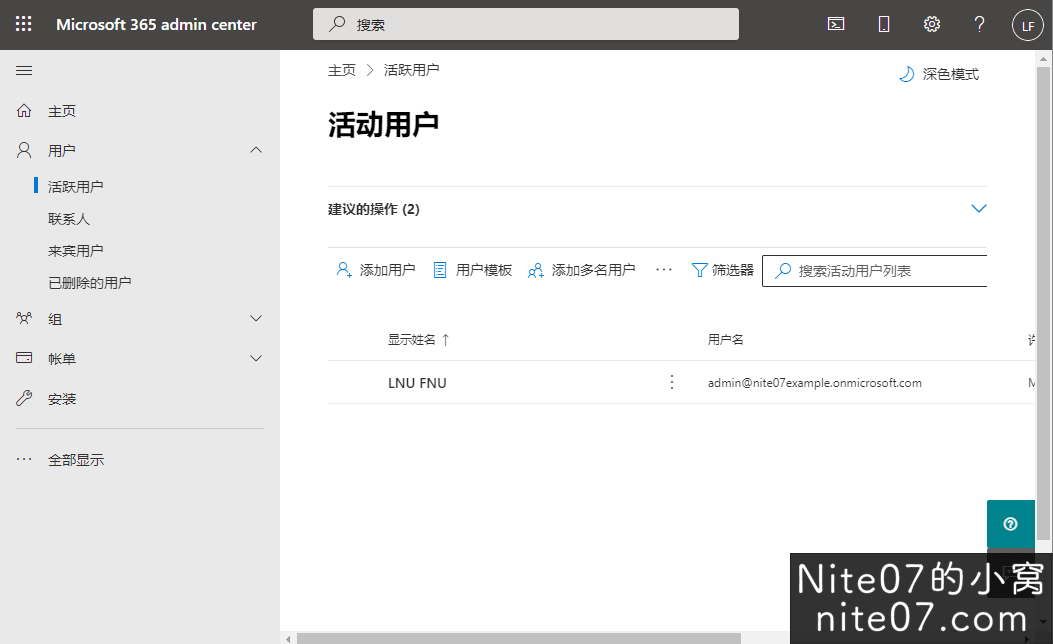 Microsoft 365 admin center
搜索
LF
主页
用户
活跃用户
联系人
来宾用户
已删除的用户
组
帐单
安装
全部显示
主页 > 活跃用户
深色模式
活动用户
建议的操作 (2)
添加用户 用户模板 添加多名用户 ··· 筛选器 搜索活动用户列表
显示姓名 ↑ 用户名
LNU FNU admin@nite07example.onmicrosoft.com
Nite07的小窝
nite07.com